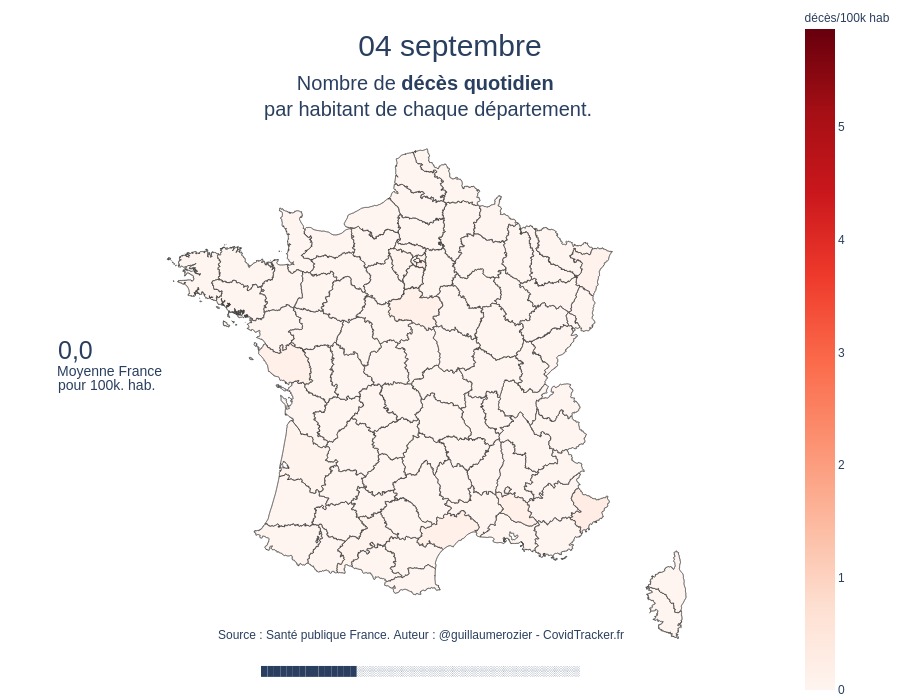 décès/100k hab
04 septembre
Nombre de décès quotidien
par habitant de chaque département.
5
4
3
2
1
0
0,0
Moyenne France
pour 100k. hab.
Source : Santé publique France. Auteur : @guillaumerozier - CovidTracker.fr